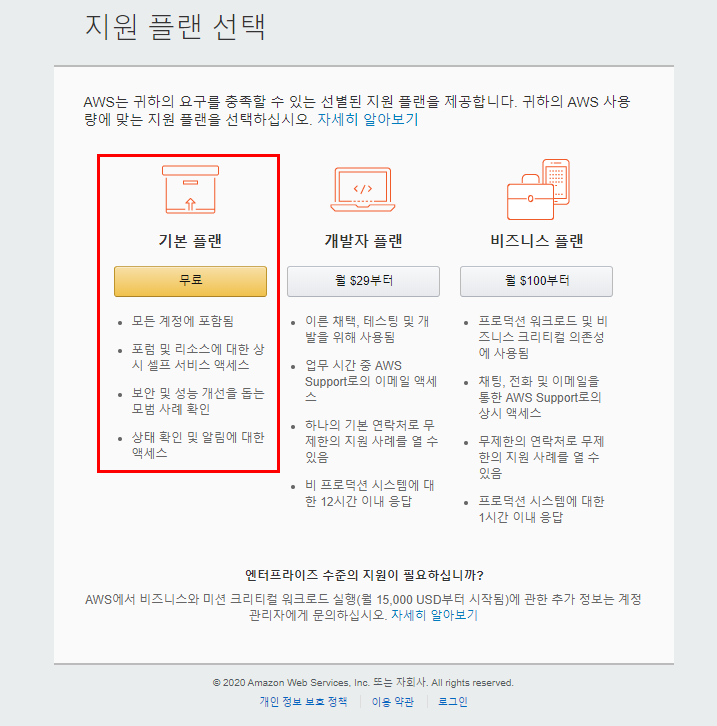 지원 플랜 선택
AWS는 귀하의 요구를 충족할 수 있는 선별된 지원 플랜을 제공합니다. 귀하의 AWS 사용
량에 맞는 지원 플랜을 선택하십시오. 자세히 알아보기
기본 플랜
무료
모든 계정에 포함됨
포럼 및 리소스에 대한 상
시 셀프 서비스 액세스
보안 및 성능 개선을 돕는
모범 사례 확인
상태 확인 및 알림에 대한
액세스
개발자 플랜
월 $29부터
이른 채택, 테스팅 및 개
발을 위해 사용됨
업무 시간 중 AWS
Support로의 이메일 액세
스
하나의 기본 연락처로 무
제한의 지원 사례를 열 수
있음
비 프로덕션 시스템에 대
한 12시간 이내 응답
비즈니스 플랜
월 $100부터
프로덕션 워크로드 및 비
즈니스 크리티컬 의존성
에 사용됨
채팅, 전화 및 이메일을
통한 AWS Support로의
상시 액세스
무제한의 연락처로 무제
한의 지원 사례를 열 수
있음
프로덕션 시스템에 대한
1시간 이내 응답
엔터프라이즈 수준의 지원이 필요하십니까?
AWS에서 비즈니스와 미션 크리티컬 워크로드 실행(월 15,000 USD부터 시작됨)에 관한 추가 정보는 계정
관리자에게 문의하십시오. 자세히 알아보기
© 2020 Amazon Web Services, Inc. 또는 자회사. All rights reserved.
개인 정보 보호 정책 | 이용 약관 | 로그인